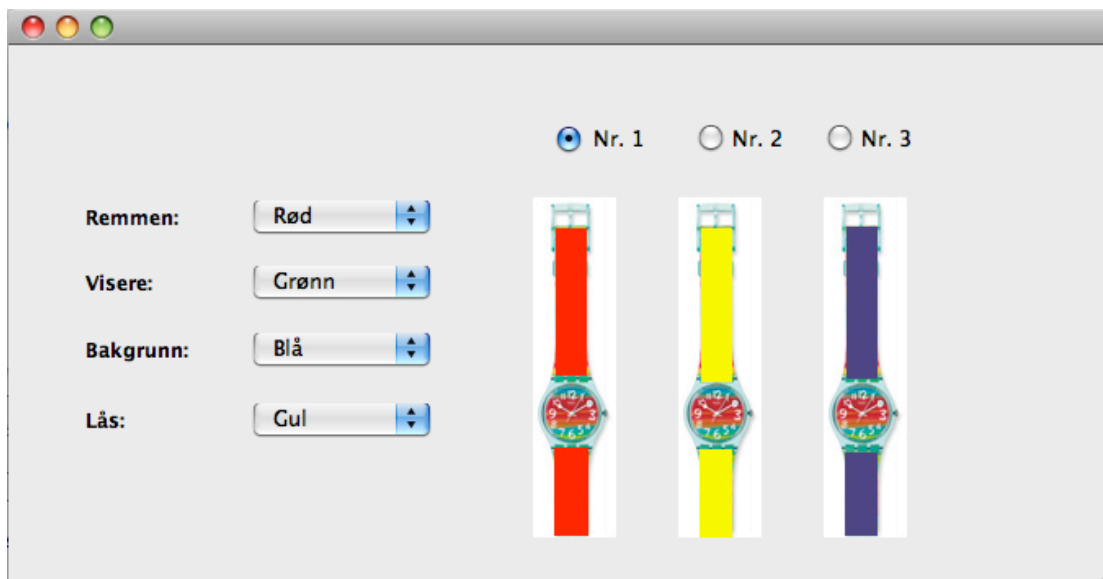 Nr. 1 Nr. 2 Nr. 3
Remmen: Rød
Visere: Grønn
Bakgrunn: Blå
Lås: Gul